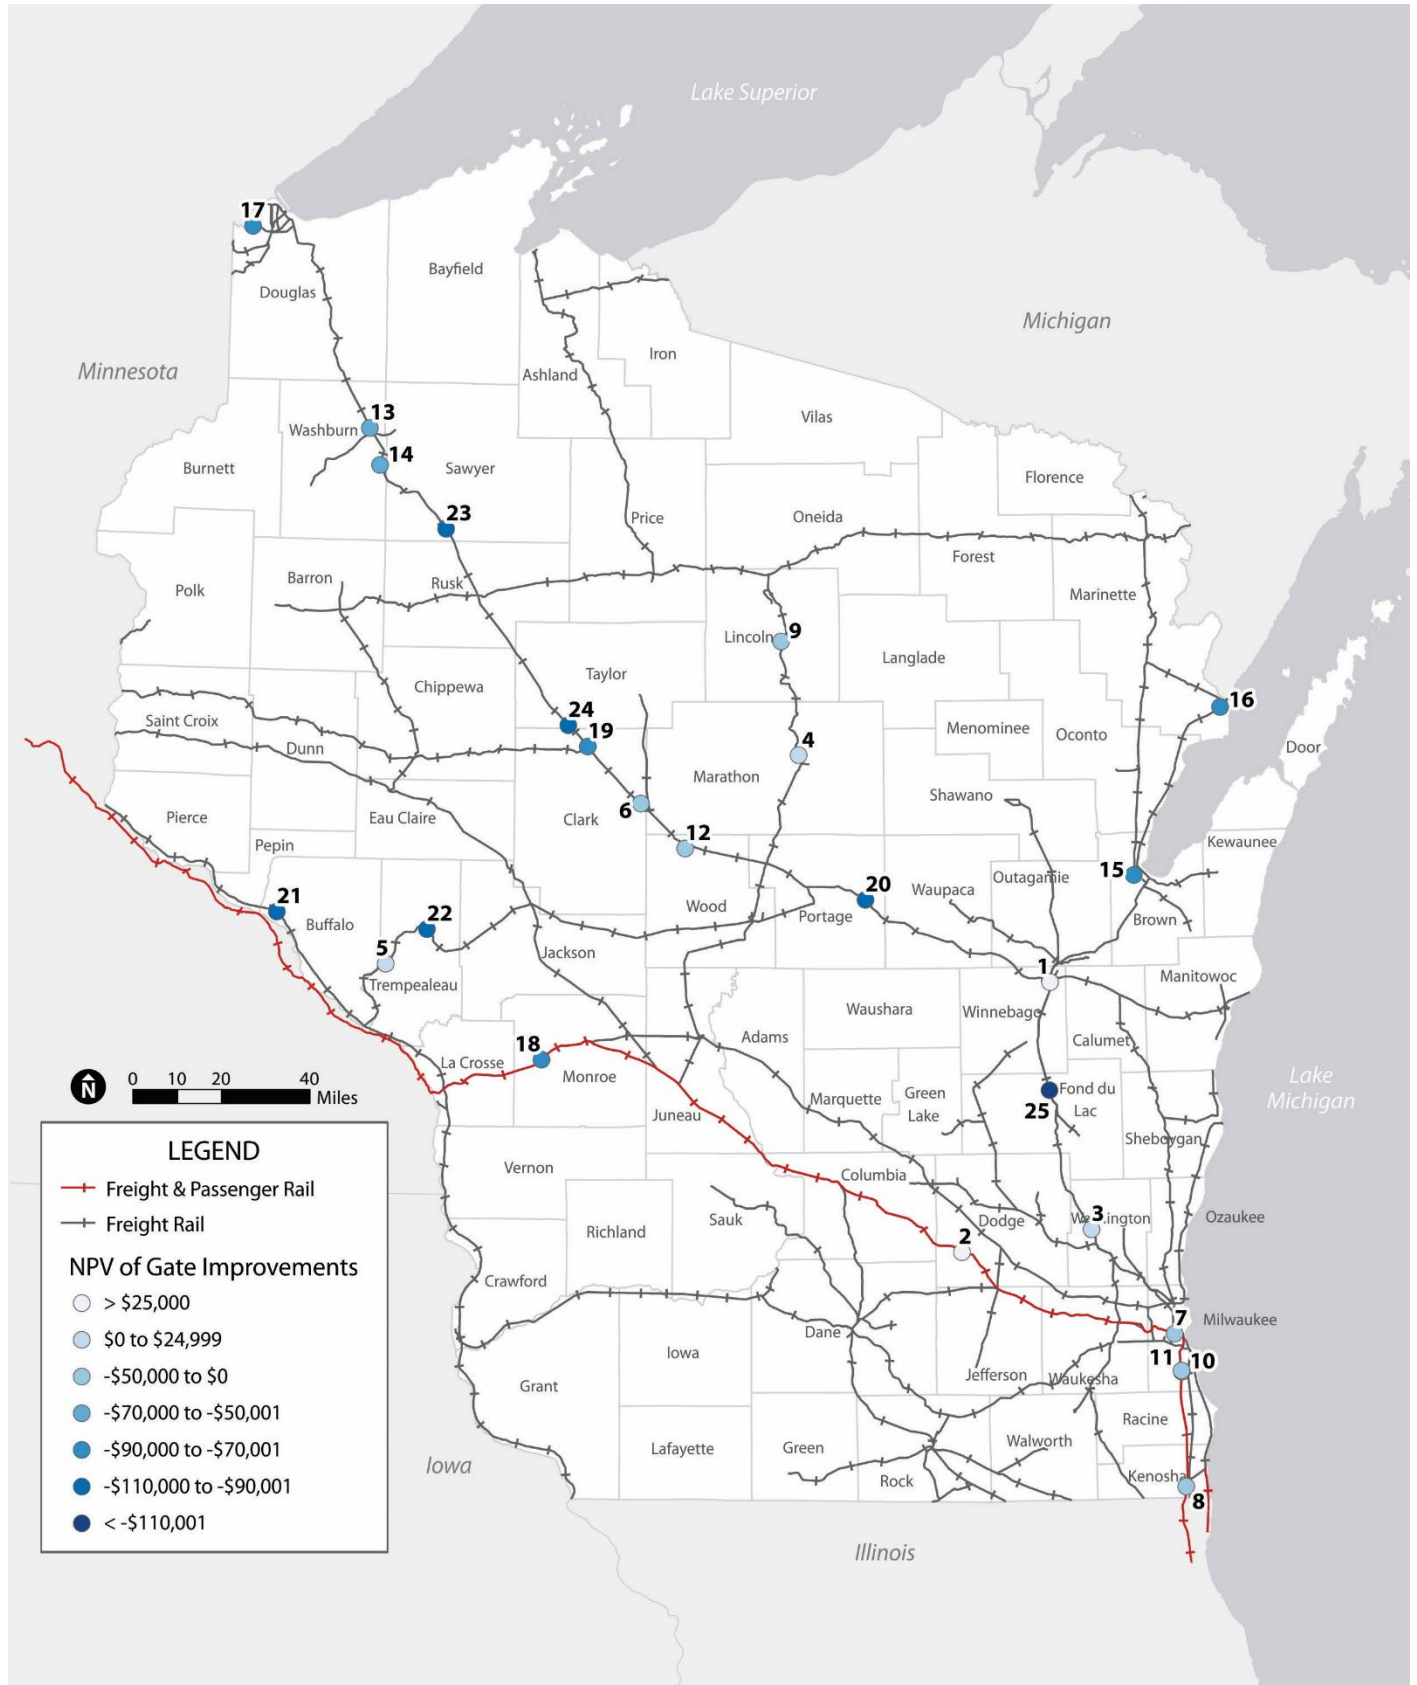 Lake Superior
17
Bayfield
Douglas
Michigan
Iron
Minnesota
Ashland
13
Vilas
Washburn
14
Burnett
Sawyer
Florence
23
Price
Oneida
Forest
Barron
Rusk
Polk
Marinette
9
Lincoln
Langlade
Taylor
Chippewa
16
24
Saint Croix
Menominee
Oconto
19
4
Dunn
Door
Marathon
Shawano
6
Pierce
Eau Claire
Clark
12
Pepin
Kewaunee
15
Outagamie
20
Waupaca
21
Wood
Portage
Brown
Buffalo
22
5
Jackson
1
Manitowoc
Trempealeau
Waushara
Winnebago
Adams
Calumet
18
La Crosse
Monroe
N
0 10 20 40
Miles
Lake
Michigan
Fond du
Lac
Green
Lake
Marquette
25
Juneau
Sheboygan
LEGEND
Freight & Passenger Rail
Freight Rail
NPV of Gate Improvements
> $25,000
$0 to $24,999
-$50,000 to $0
-$70,000 to -$50,001
-$90,000 to -$70,001
-$110,000 to -$90,001
< -$110,001
Vernon
Columbia
Richland
Sauk
Dodge
3
Washington
Ozaukee
2
Crawford
7
Milwaukee
Dane
11 10
Iowa
Jefferson
Waukesha
Grant
Racine
Lafayette
Green
Walworth
Iowa
Rock
Kenosha
8
Illinois